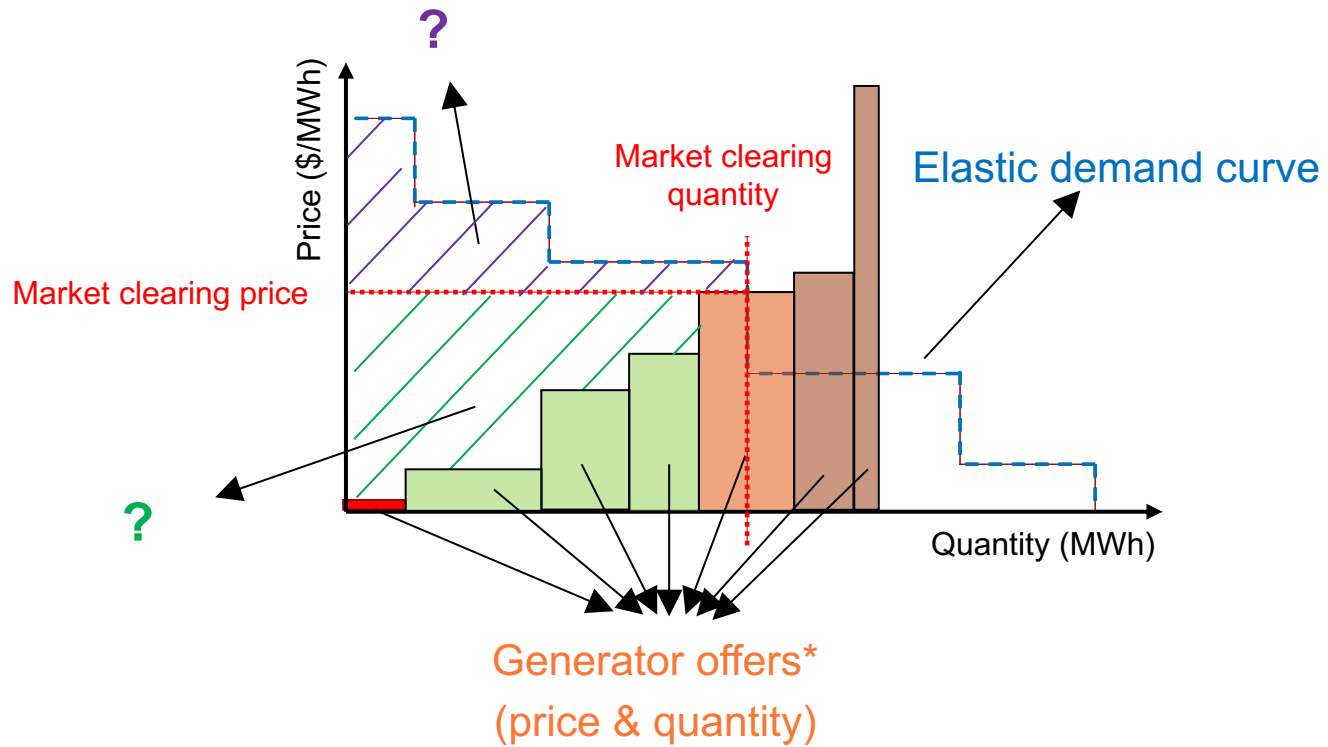 ?
Price ($/MWh)
Market clearing
quantity
Elastic demand curve
Market clearing price
?
Quantity (MWh)
Generator offers*
(price & quantity)